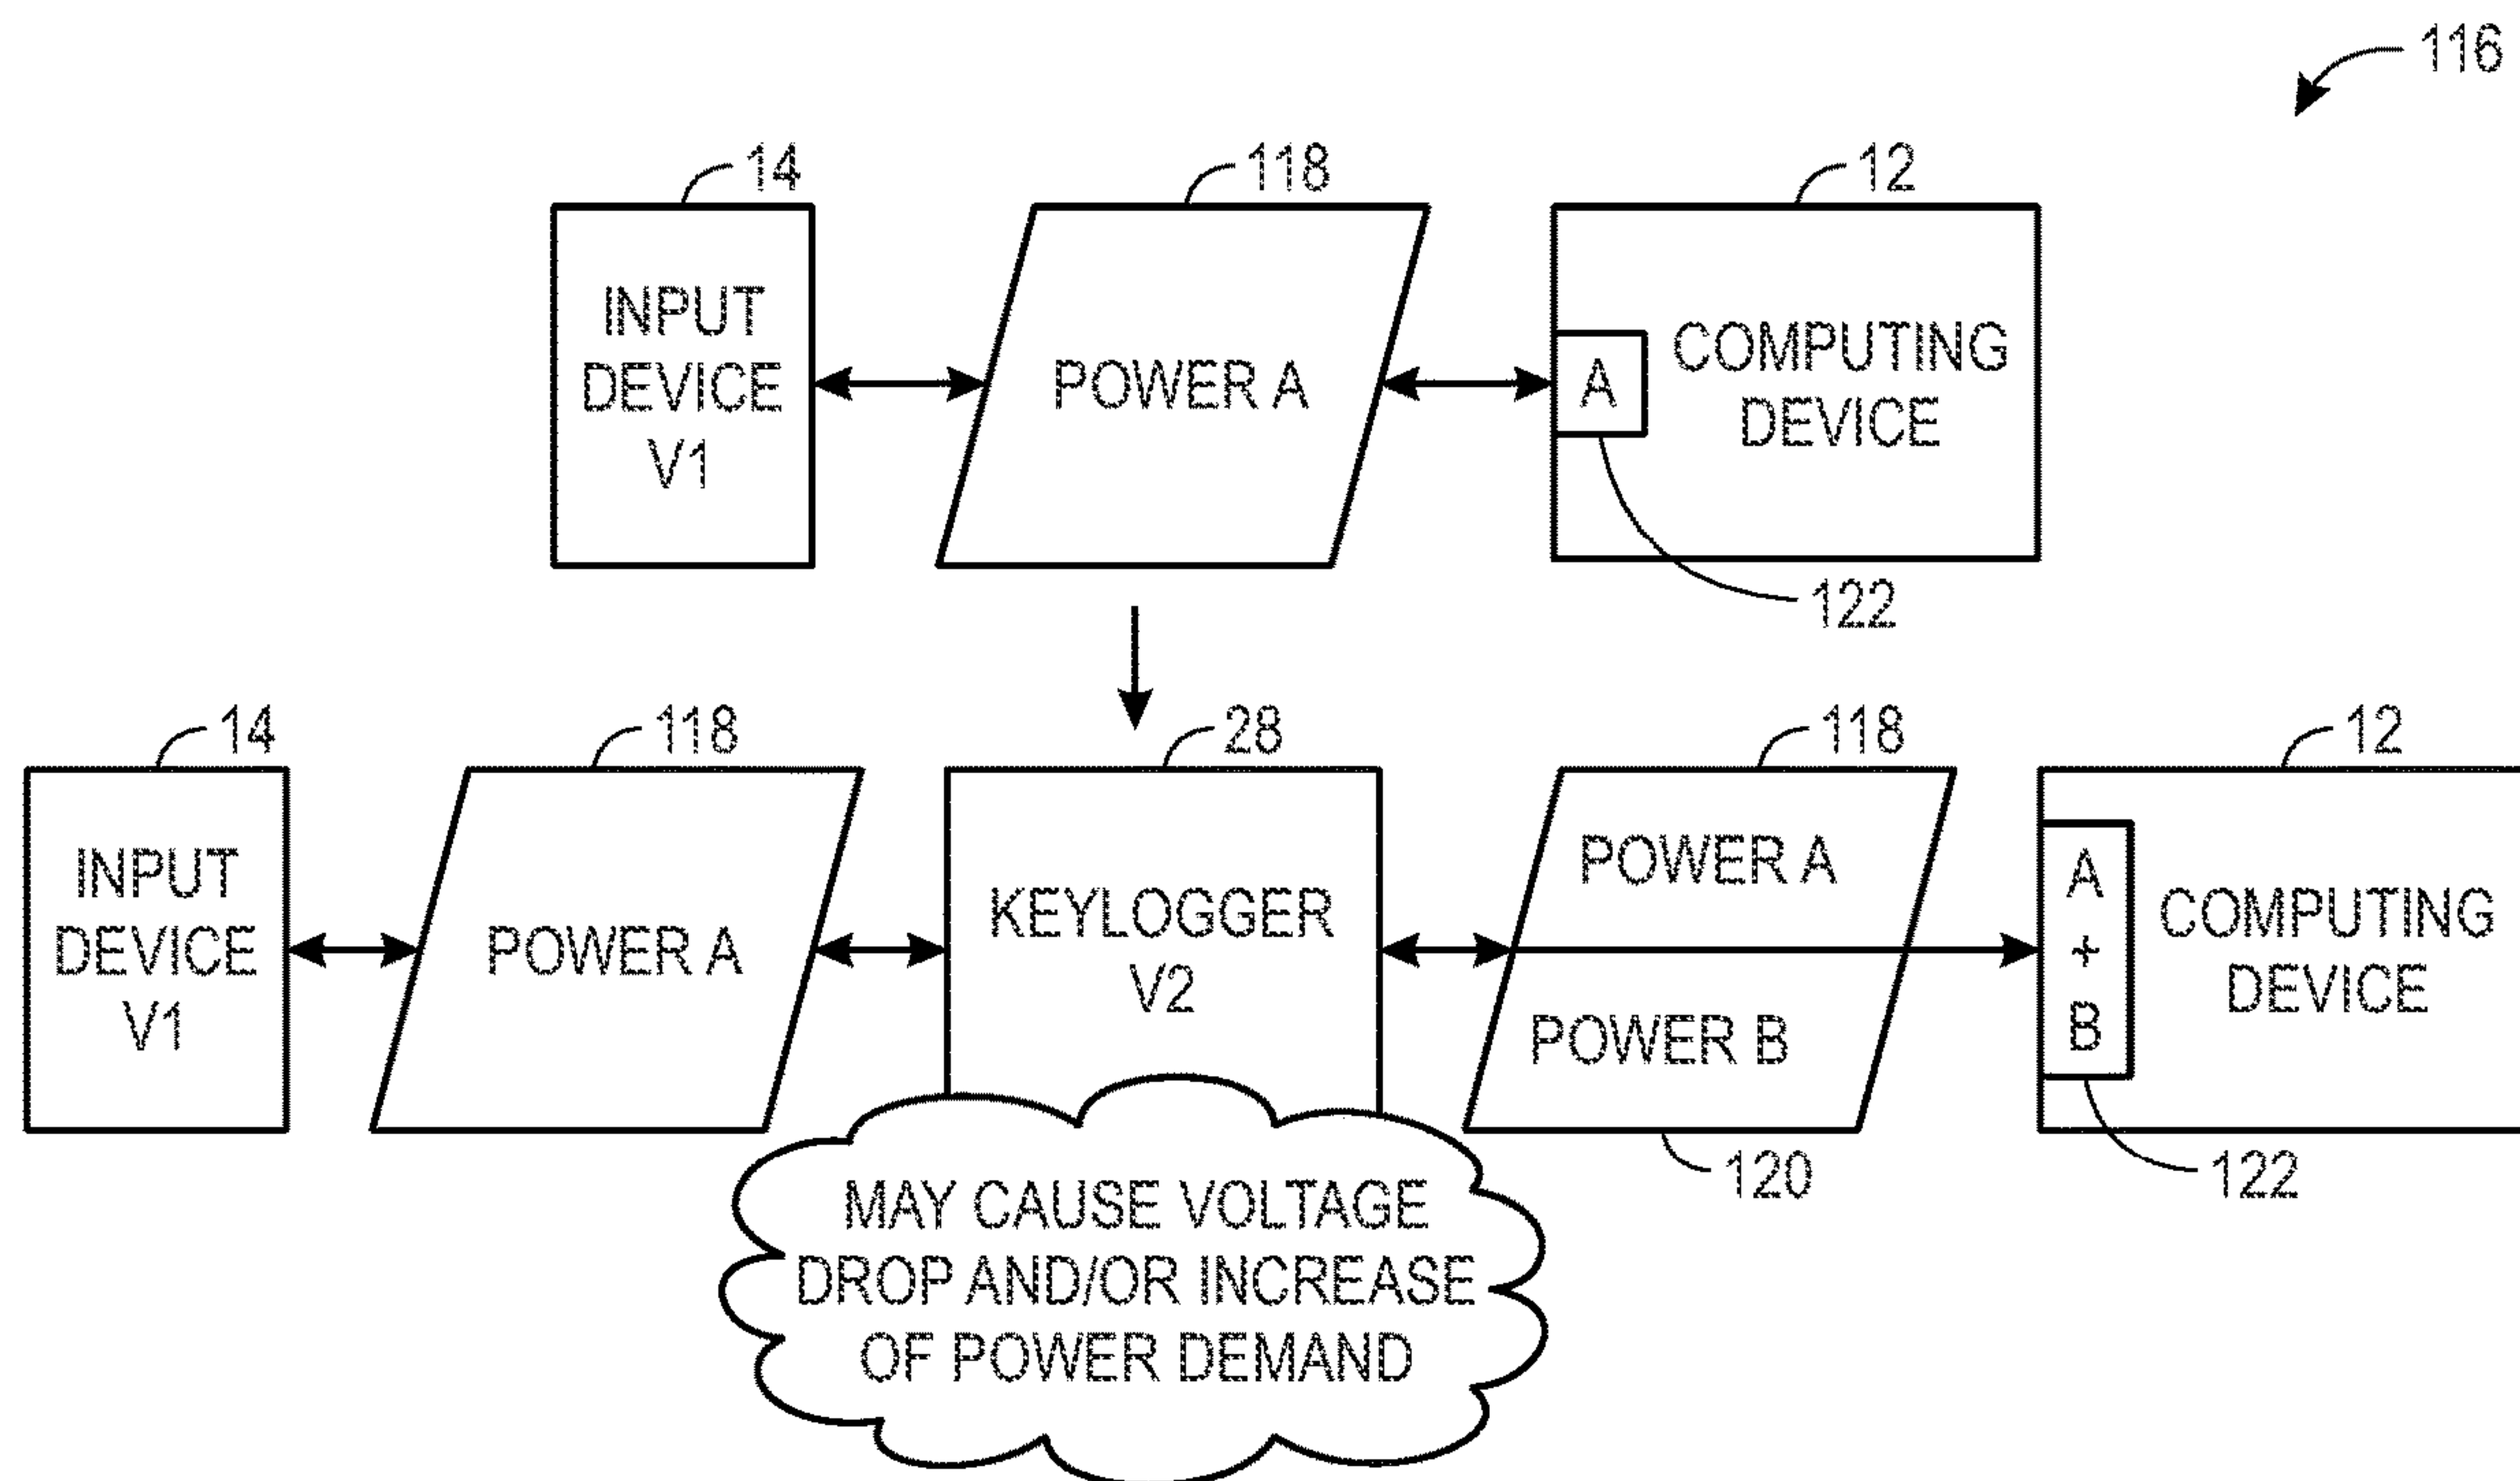 116
14
118
12
INPUT
DEVICE
V1
POWER A
A
COMPUTING
DEVICE
122
14
118
28
118
12
INPUT
DEVICE
V1
POWER A
KEYLOGGER
V2
POWER A
POWER B
A
+
B
COMPUTING
DEVICE
120
122
MAY CAUSE VOLTAGE
DROP AND/OR INCREASE
OF POWER DEMAND